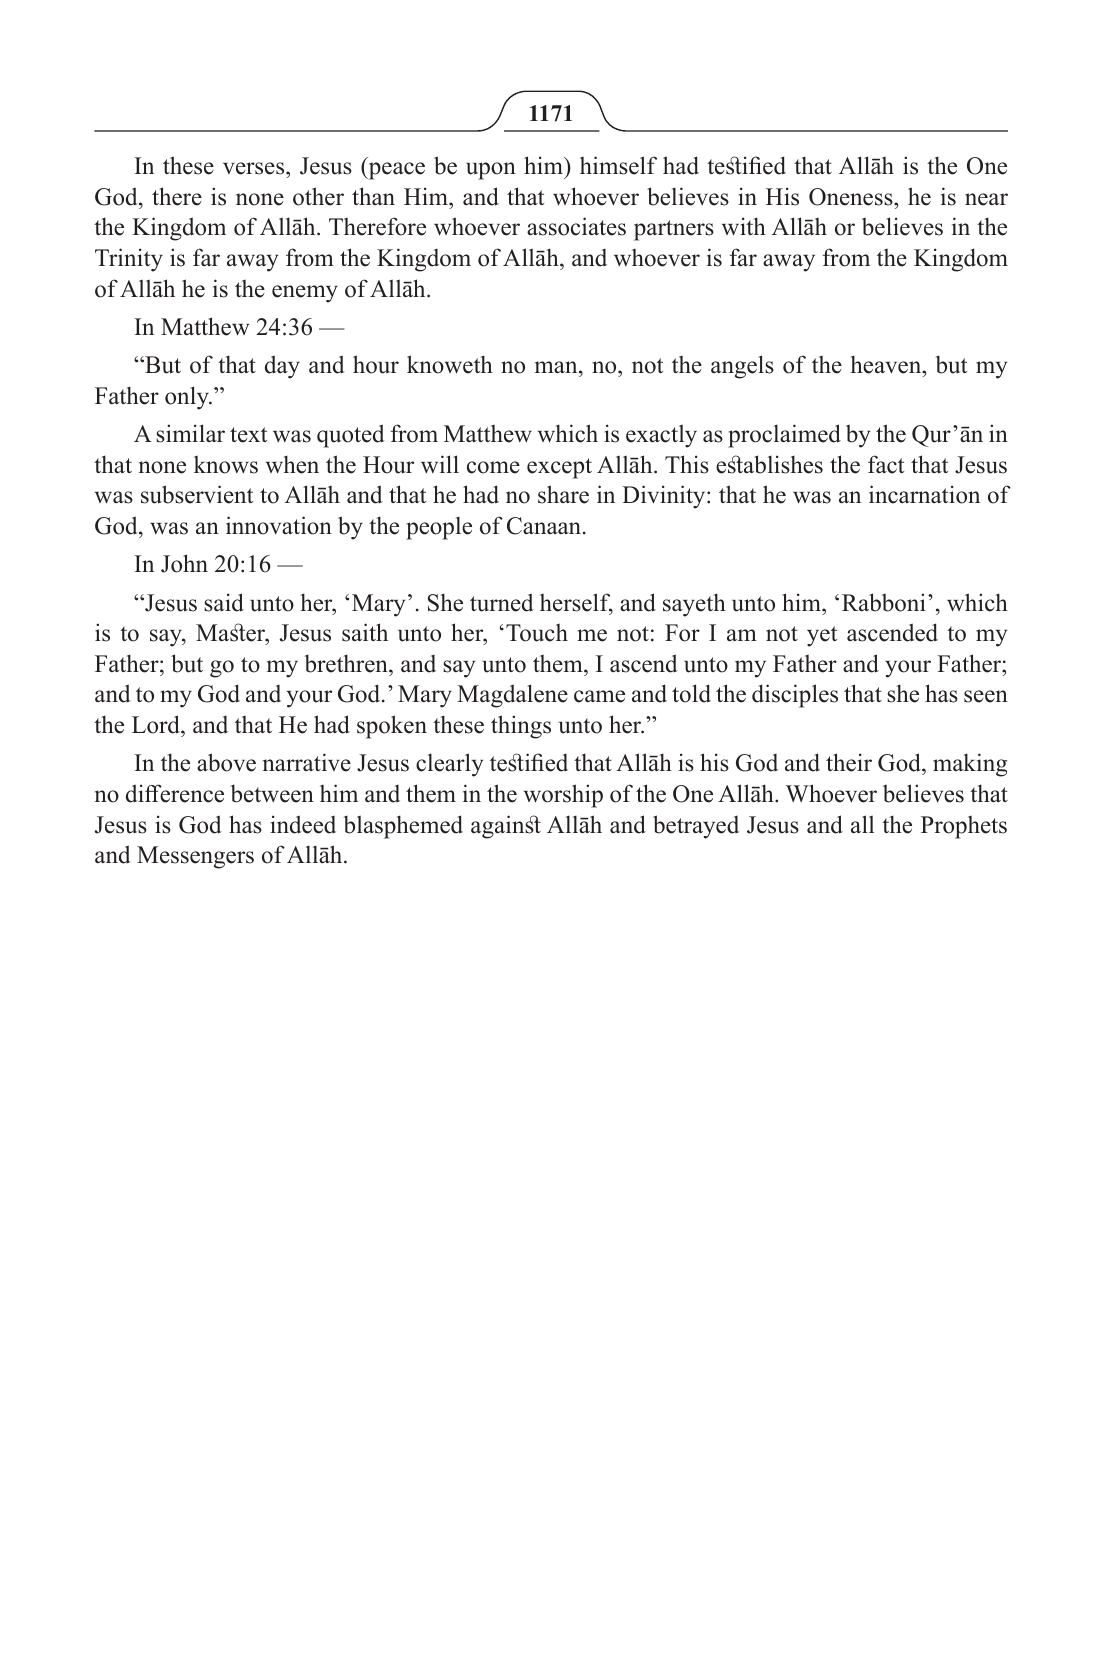 1171
In these verses, Jesus (peace be upon him) himself had testified that Allāh is the One
God, there is none other than Him, and that whoever believes in His Oneness, he is near
the Kingdom of Allāh. Therefore whoever associates partners with Allāh or believes in the
Trinity is far away from the Kingdom of Allāh, and whoever is far away from the Kingdom
of Allāh he is the enemy of Allāh.
In Matthew 24:36 —
“But of that day and hour knoweth no man, no, not the angels of the heaven, but my
Father only.”
A similar text was quoted from Matthew which is exactly as proclaimed by the Qur’ān in
that none knows when the Hour will come except Allāh. This establishes the fact that Jesus
was subservient to Allāh and that he had no share in Divinity: that he was an incarnation of
God, was an innovation by the people of Canaan.
In John 20:16 —
“Jesus said unto her, ‘Mary’. She turned herself, and sayeth unto him, ‘Rabboni’, which
is to say, Master, Jesus saith unto her, ‘Touch me not: For I am not yet ascended to my
Father; but go to my brethren, and say unto them, I ascend unto my Father and your Father;
and to my God and your God.’ Mary Magdalene came and told the disciples that she has seen
the Lord, and that He had spoken these things unto her.”
In the above narrative Jesus clearly testified that Allāh is his God and their God, making
no difference between him and them in the worship of the One Allāh. Whoever believes that
Jesus is God has indeed blasphemed against Allāh and betrayed Jesus and all the Prophets
and Messengers of Allāh.